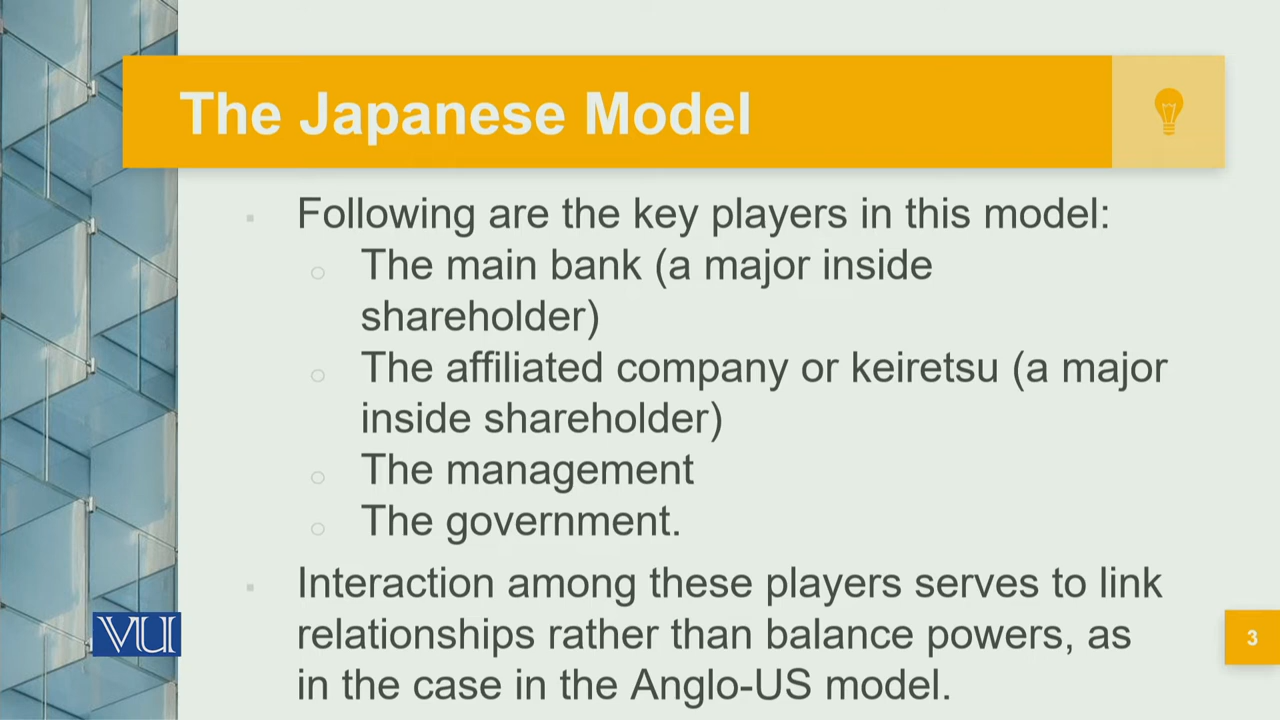 The Japanese Model
Following are the key players in this model:
The main bank (a major inside
shareholder)
The affiliated company or keiretsu (a major
inside shareholder)
The management
The government.
Interaction among these players serves to link
relationships rather than balance powers, as
in the case in the Anglo-US model.
VU
3